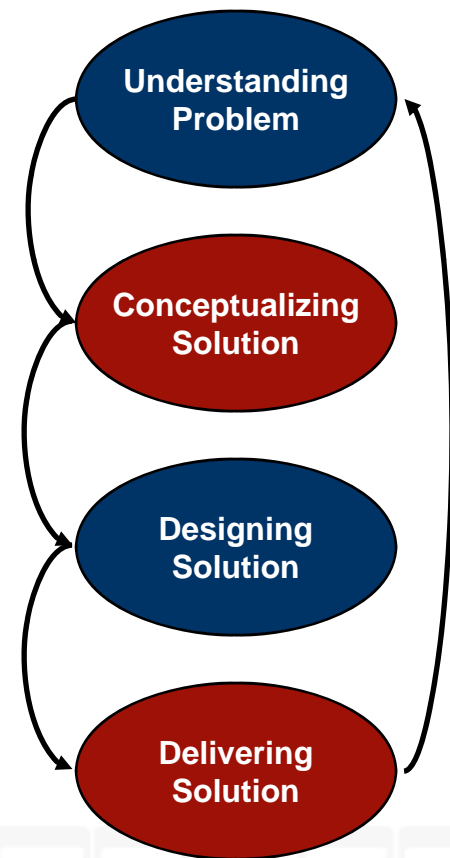 Understanding
Problem
Conceptualizing
Solution
Designing
Solution
Delivering
Solution